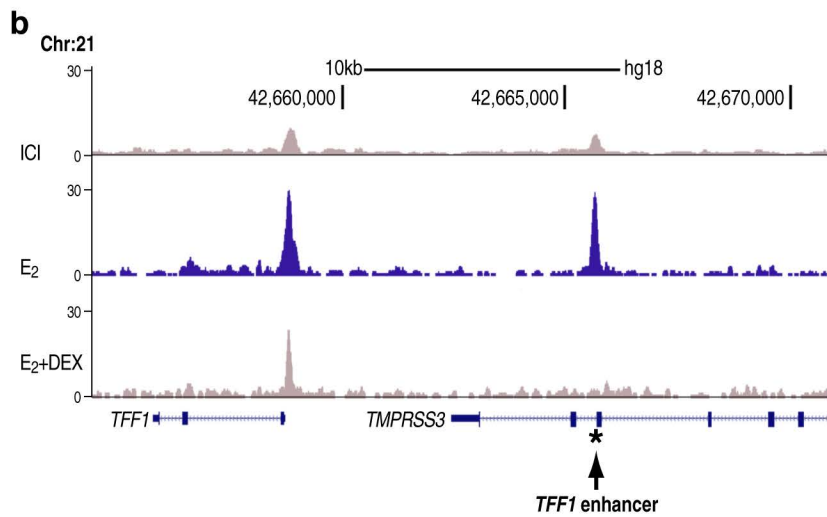 b
Chr:21
30
10kb hg18
42,660,000 42,665,000 42,670,000
ICI
0
30
E2
0
30
E2+DEX
0
TFF1 TMPRSS3
*
TFF1 enhancer